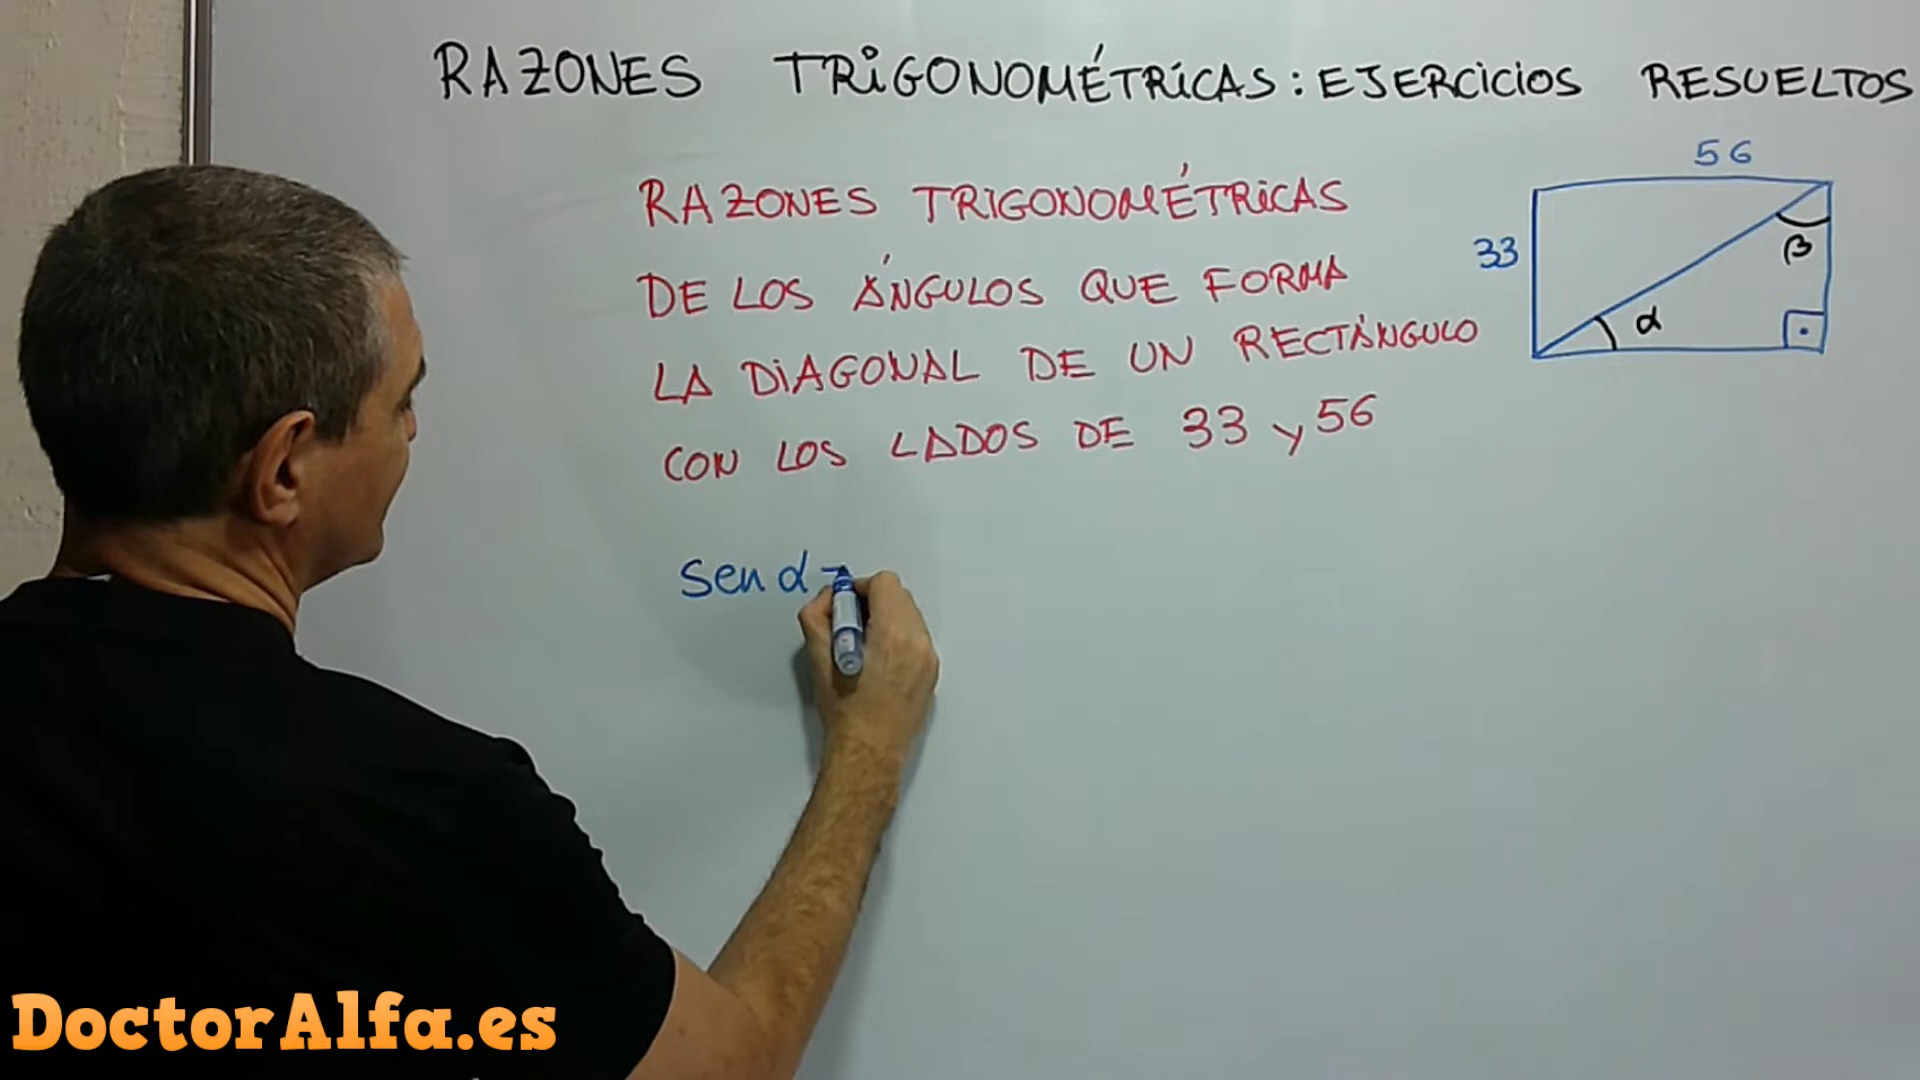 RAZONES TRIGONOMÉTRICAS: EJERCICIOS RESUELTOS
RAZONES TRIGONOMÉTRICAS
DE LOS ÁNGULOS QUE FORMA
LA DIAGONAL DE UN RECTÁNGULO
CON LOS LADOS DE 33 y 56
56
33
β
α
Sen α =
DoctorAlfa.es